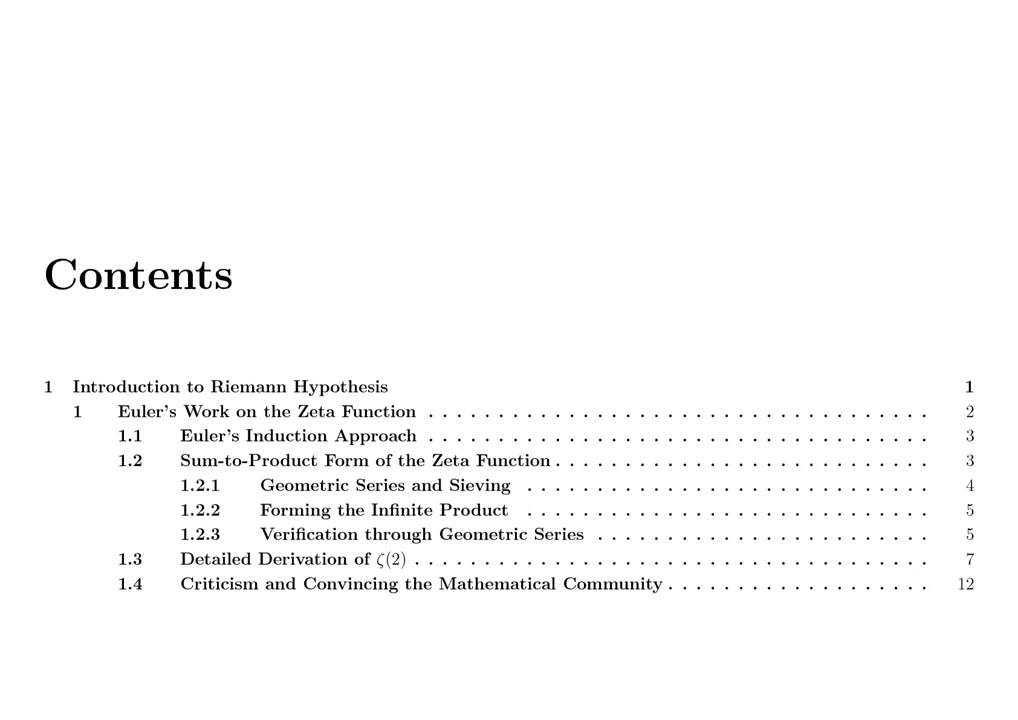 Contents
1 Introduction to Riemann Hypothesis 1
1 Euler's Work on the Zeta Function . . . . . . . . . . . . . . . . . . . . . . . . . . . . . . . . . . . . 2
1.1 Euler's Induction Approach . . . . . . . . . . . . . . . . . . . . . . . . . . . . . . . . . . . . 3
1.2 Sum-to-Product Form of the Zeta Function . . . . . . . . . . . . . . . . . . . . . . . . . . . 3
1.2.1 Geometric Series and Sieving . . . . . . . . . . . . . . . . . . . . . . . . . . . . . 4
1.2.2 Forming the Infinite Product . . . . . . . . . . . . . . . . . . . . . . . . . . . . . 5
1.2.3 Verification through Geometric Series . . . . . . . . . . . . . . . . . . . . . . . . 5
1.3 Detailed Derivation of ζ(2) . . . . . . . . . . . . . . . . . . . . . . . . . . . . . . . . . . . . . 7
1.4 Criticism and Convincing the Mathematical Community . . . . . . . . . . . . . . . . . . . 12